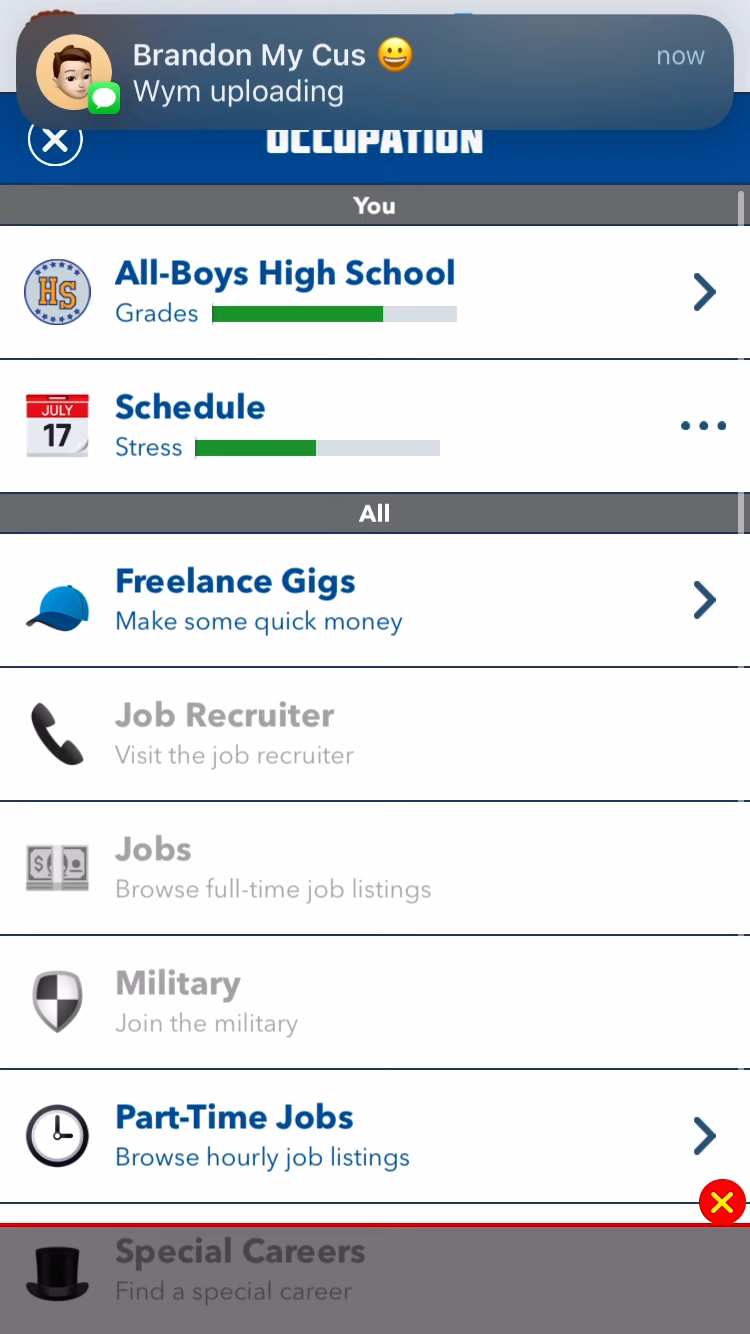 Brandon My Cus 😀
now
Wym uploading
OCCUPATION
You
HS
All-Boys High School
Grades
JULY
17
Schedule
Stress
All
Freelance Gigs
Make some quick money
Job Recruiter
Visit the job recruiter
Jobs
Browse full-time job listings
Military
Join the military
Part-Time Jobs
Browse hourly job listings
Special Careers
Find a special career